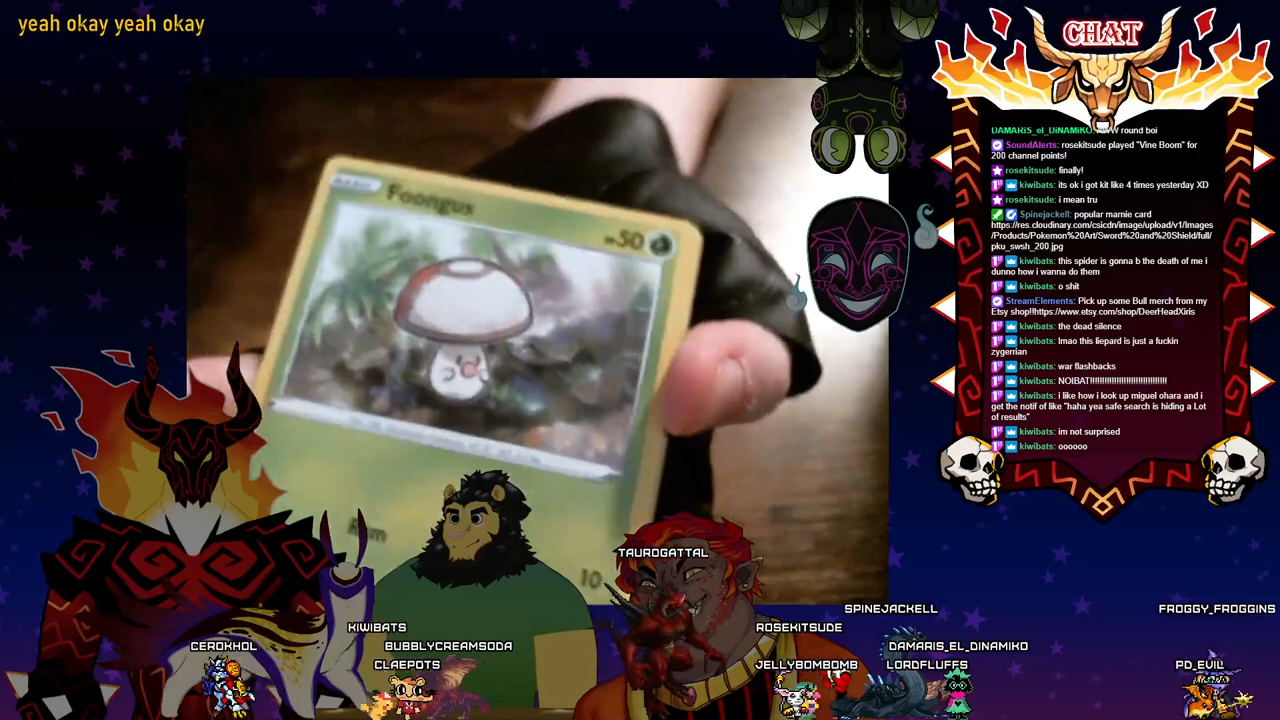 yeah okay yeah okay
CHAT
DAMARiS_el_DiNAMiKO: AWW round boi
SoundAlerts: rosekitsude played "Vine Boom" for
200 channel points!
rosekitsude: finally!
kiwibats: its ok i got kit like 4 times yesterday XD
rosekitsude: i mean tru
Spinejackell: popular marnie card
https://res.cloudinary.com/csicdn/image/upload/v1/Images
/Products/Pokemon%20Art/Sword%20and%20Shield/full/
pku_swsh_200.jpg
kiwibats: this spider is gonna b the death of me i
dunno how i wanna do them
kiwibats: o shit
StreamElements: Pick up some Bull merch from my
Etsy shop!!https://www.etsy.com/shop/DeerHeadXiris
kiwibats: the dead silence
kiwibats: lmao this liepard is just a fuckin
zygerrian
kiwibats: war flashbacks
kiwibats: NOIBAT!!!!!!!!!!!!!!!!!!!!!!!!!!!!!!!!
kiwibats: i like how i look up miguel ohara and i
get the notif of like "haha yea safe search is hiding a Lot
of results"
kiwibats: im not surprised
kiwibats: oooooo
Foongus
HP 50
10
TAUROGATTAL
SPINEJACKELL
FROGGY_FROGGINS
KIWIBATS
ROSEKITSUDE
CEROKHOL
BUBBLYCREAMSODA
DAMARIS_EL_DINAMIKO
CLAEPOTS
JELLYBOMBOMB
LORDFLUFFS
PD_EVIL